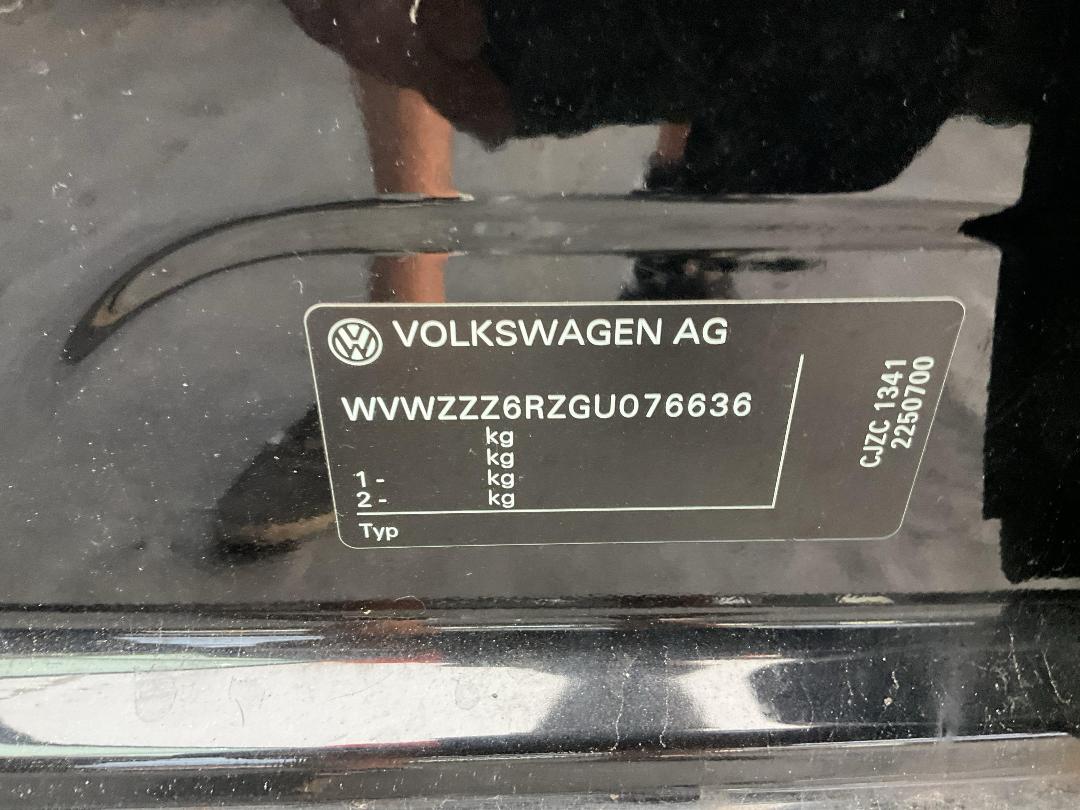 VOLKSWAGEN AG
WVWZZZ6RZGU076636
kg
kg
1 - kg
2 - kg
Typ
CJZC 1341
2250700